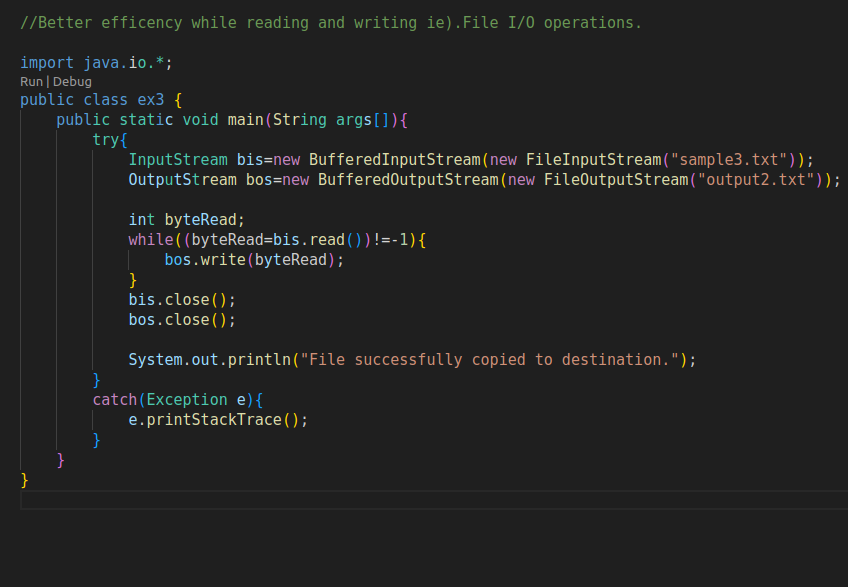 //Better efficency while reading and writing ie).File I/O operations.
import java.io.*;
Run | Debug
public class ex3 {
public static void main(String args[]){
try{
InputStream bis=new BufferedInputStream(new FileInputStream("sample3.txt"));
OutputStream bos=new BufferedOutputStream(new FileOutputStream("output2.txt"));
int byteRead;
while((byteRead=bis.read())!=-1){
bos.write(byteRead);
}
bis.close();
bos.close();
System.out.println("File successfully copied to destination.");
}
catch(Exception e){
e.printStackTrace();
}
}
}